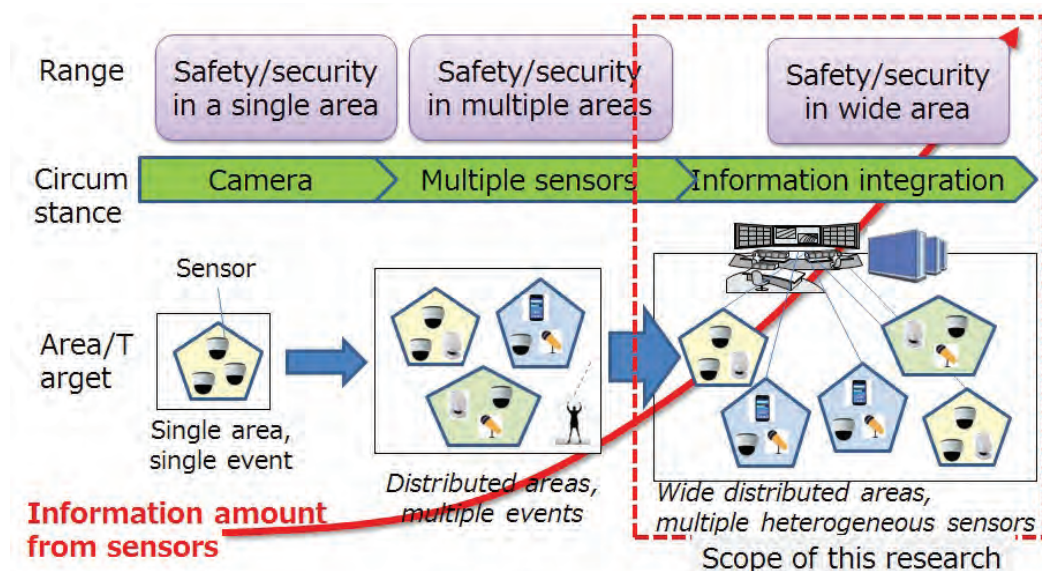 Range
Safety/security
in a single area
Safety/security
in multiple areas
Safety/security
in wide area
Circum
stance
Camera
Multiple sensors
Information integration
Sensor
Area/T
arget
Single area,
single event
Distributed areas,
multiple events
Wide distributed areas,
multiple heterogeneous sensors
Information amount
from sensors
Scope of this research